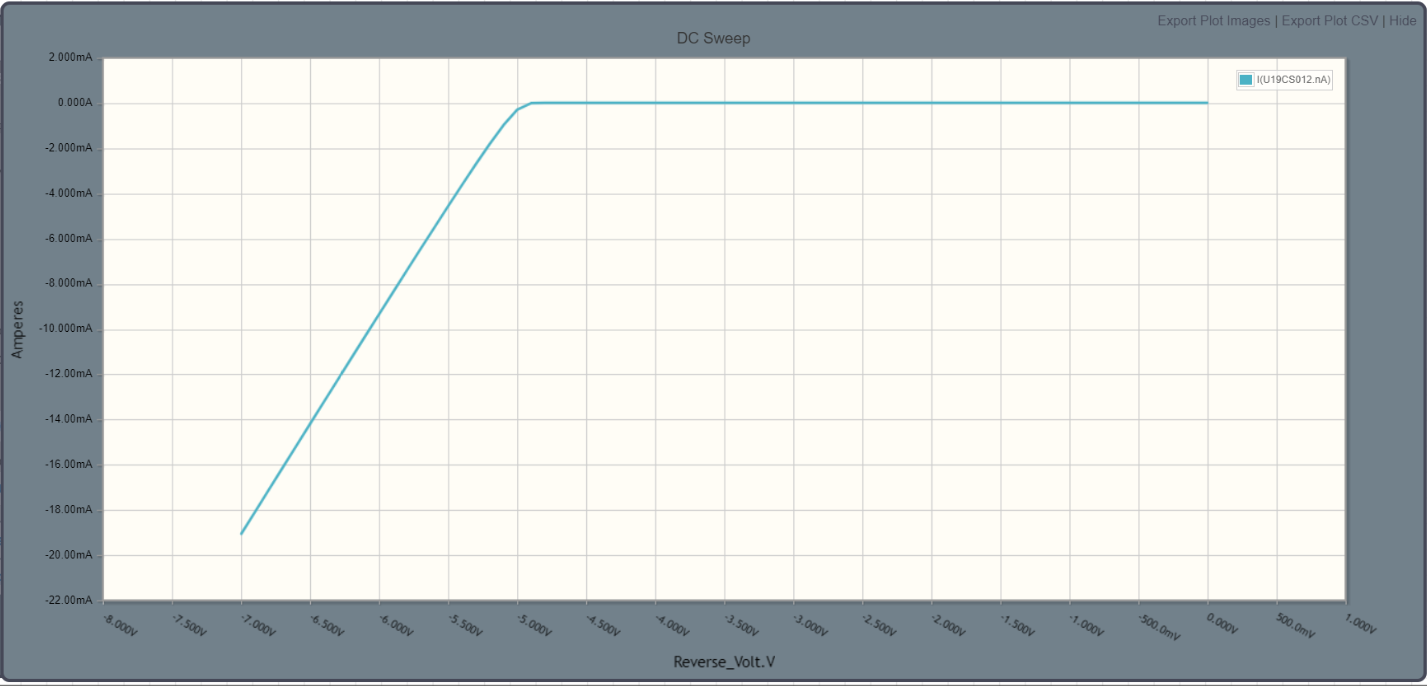 Export Plot Images | Export Plot CSV | Hide
DC Sweep
I(U19CS012.nA)
2.000mA
0.000A
-2.000mA
-4.000mA
-6.000mA
-8.000mA
-10.000mA
-12.00mA
-14.00mA
-16.00mA
-18.00mA
-20.00mA
-22.00mA
Amperes
-8.000V
-7.500V
-7.000V
-6.500V
-6.000V
-5.500V
-5.000V
-4.500V
-4.000V
-3.500V
-3.000V
-2.500V
-2.000V
-1.500V
-1.000V
-500.0mV
0.000V
500.0mV
1.000V
Reverse_Volt.V